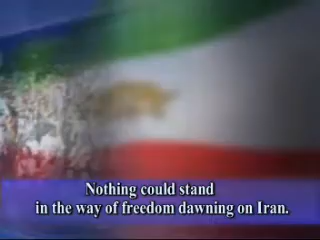 Nothing could stand
in the way of freedom dawning on Iran.